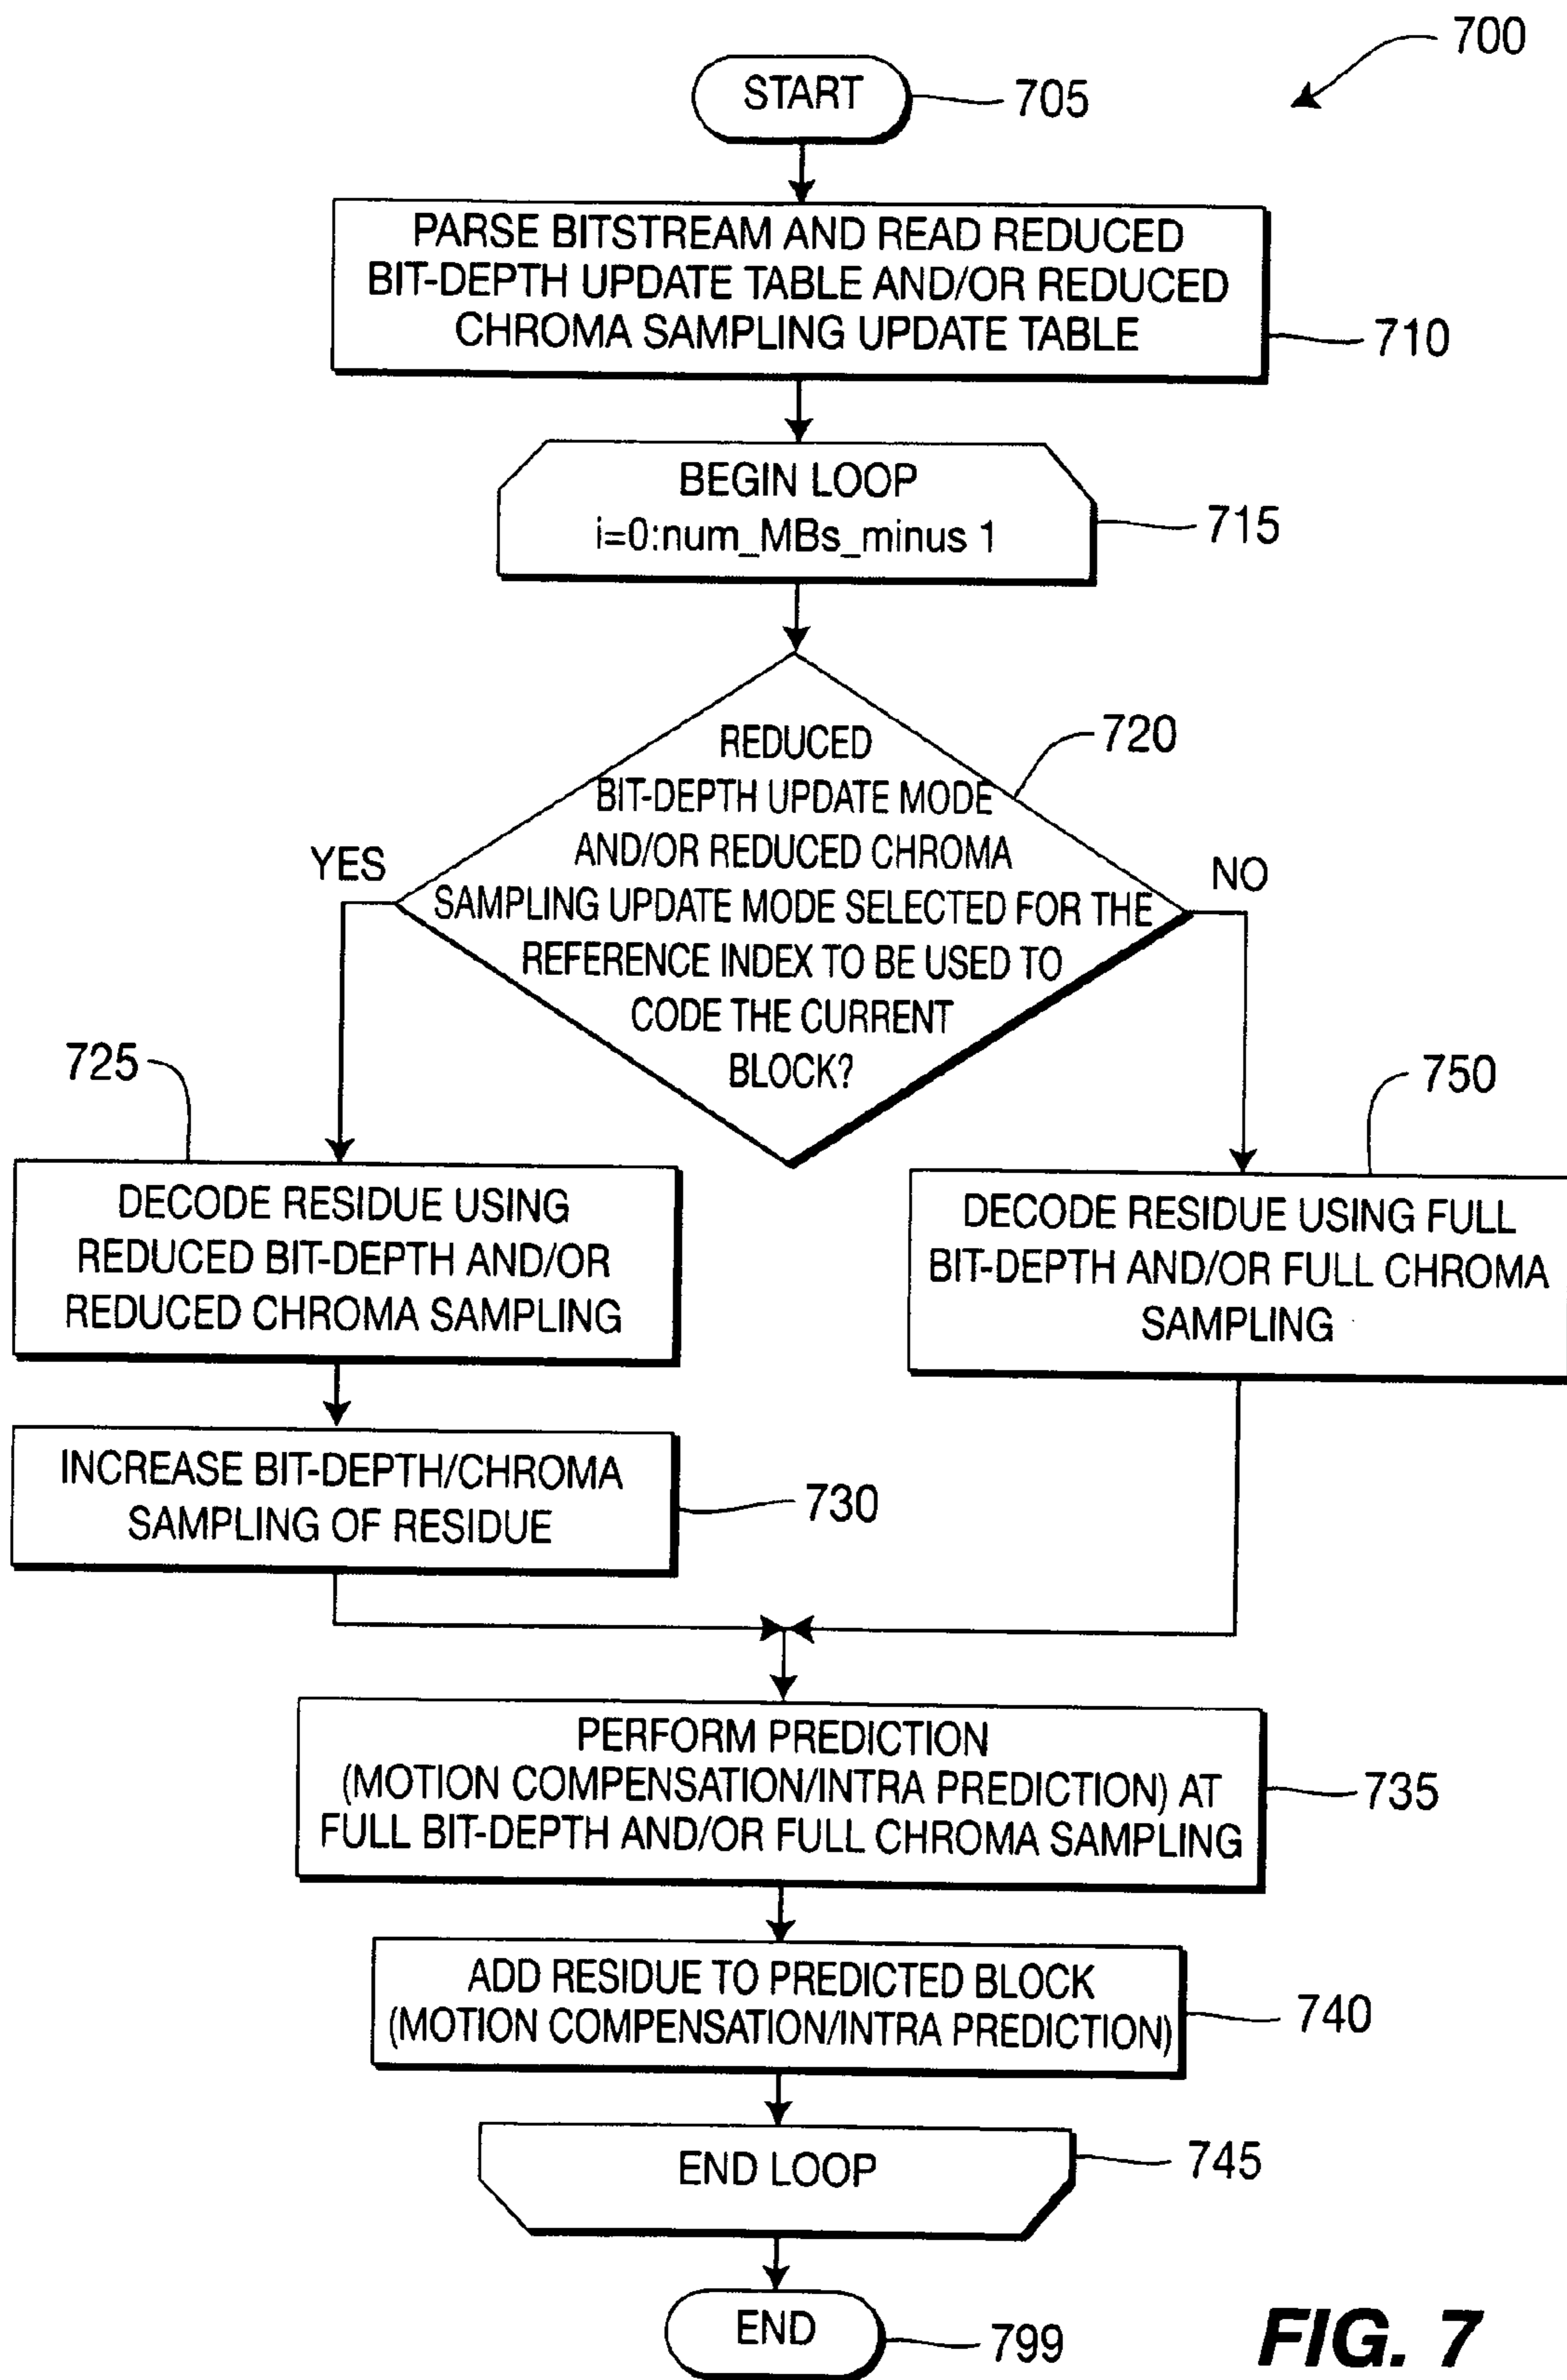 700
START
705
PARSE BITSTREAM AND READ REDUCED
BIT-DEPTH UPDATE TABLE AND/OR REDUCED
CHROMA SAMPLING UPDATE TABLE
710
BEGIN LOOP
i=0:num_MBs_minus 1
715
REDUCED
BIT-DEPTH UPDATE MODE
AND/OR REDUCED CHROMA
SAMPLING UPDATE MODE SELECTED FOR THE
REFERENCE INDEX TO BE USED TO
CODE THE CURRENT
BLOCK?
720
YES
NO
725
DECODE RESIDUE USING
REDUCED BIT-DEPTH AND/OR
REDUCED CHROMA SAMPLING
750
DECODE RESIDUE USING FULL
BIT-DEPTH AND/OR FULL CHROMA
SAMPLING
INCREASE BIT-DEPTH/CHROMA
SAMPLING OF RESIDUE
730
PERFORM PREDICTION
(MOTION COMPENSATION/INTRA PREDICTION) AT
FULL BIT-DEPTH AND/OR FULL CHROMA SAMPLING
735
ADD RESIDUE TO PREDICTED BLOCK
(MOTION COMPENSATION/INTRA PREDICTION)
740
END LOOP
745
END
799
FIG. 7